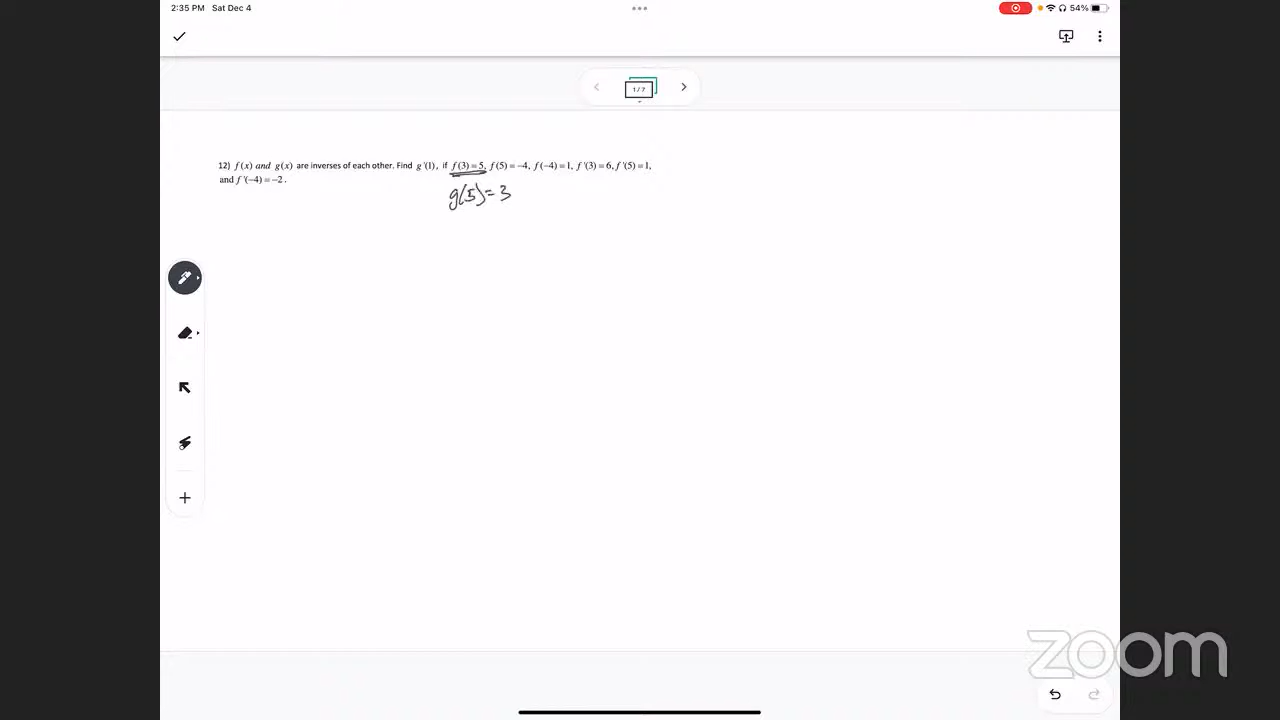 2:35 PM Sat Dec 4
54%
1/7
12) f(x) and g(x) are inverses of each other. Find g'(1), if f(3)=5, f(5)=-4, f(-4)=1, f'(3)=6, f'(5)=1,
and f'(-4)=-2.
g(5)=3
zoom